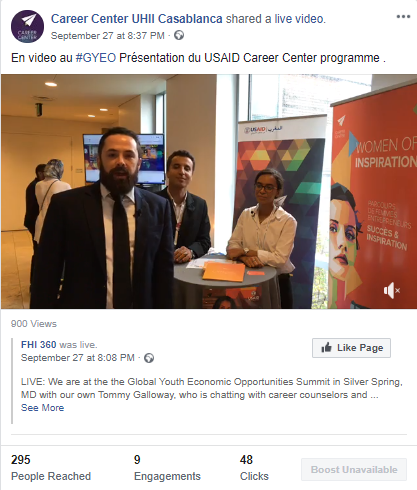 Career Center UHII Casablanca shared a live video.
September 27 at 8:37 PM ·
En video au #GYEO Présentation du USAID Career Center programme .
CAREER
CENTER
USAID
WOMEN OF
INSPIRATION
SUCCÈS &
INSPIRATION
900 Views
FHI 360 was live.
September 27 at 8:08 PM ·
Like Page
LIVE: We are at the the Global Youth Economic Opportunities Summit in Silver Spring,
MD with our own Tommy Galloway, who is chatting with career counselors and ...
See More
295
People Reached
9
Engagements
48
Clicks
Boost Unavailable